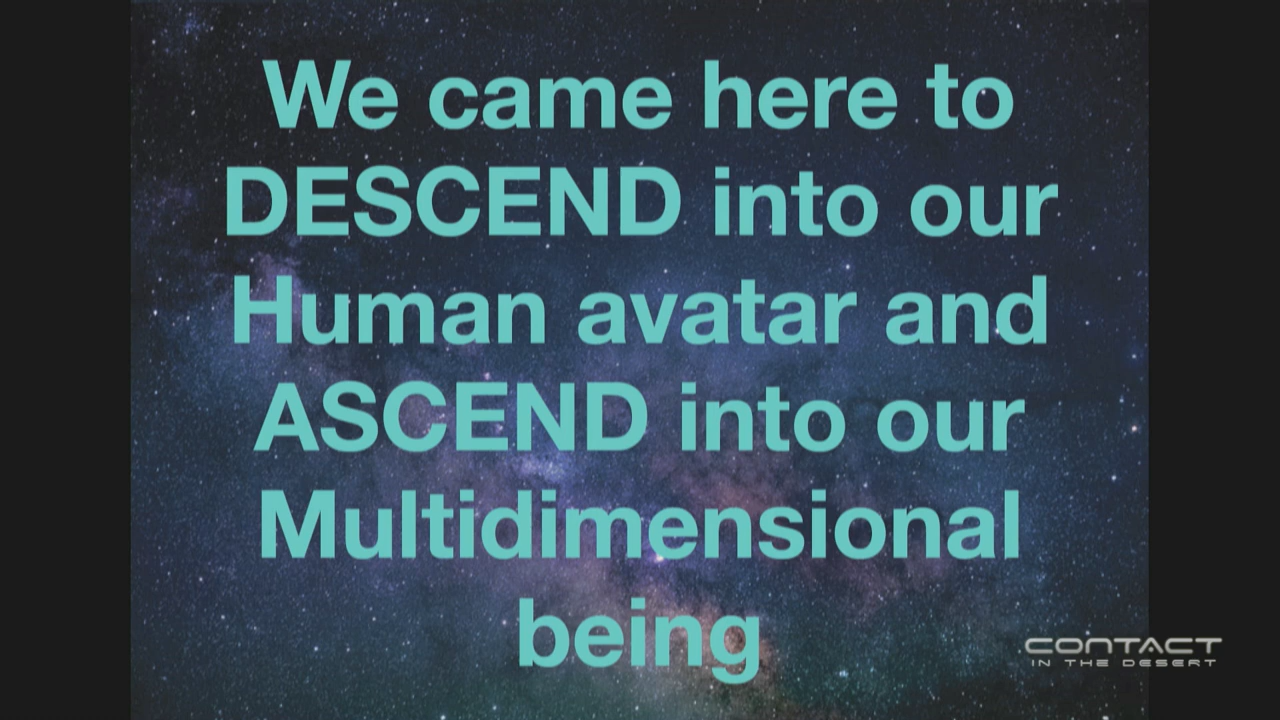 We came here to
DESCEND into our
Human avatar and
ASCEND into our
Multidimensional
being
CONTACT
IN THE DESERT